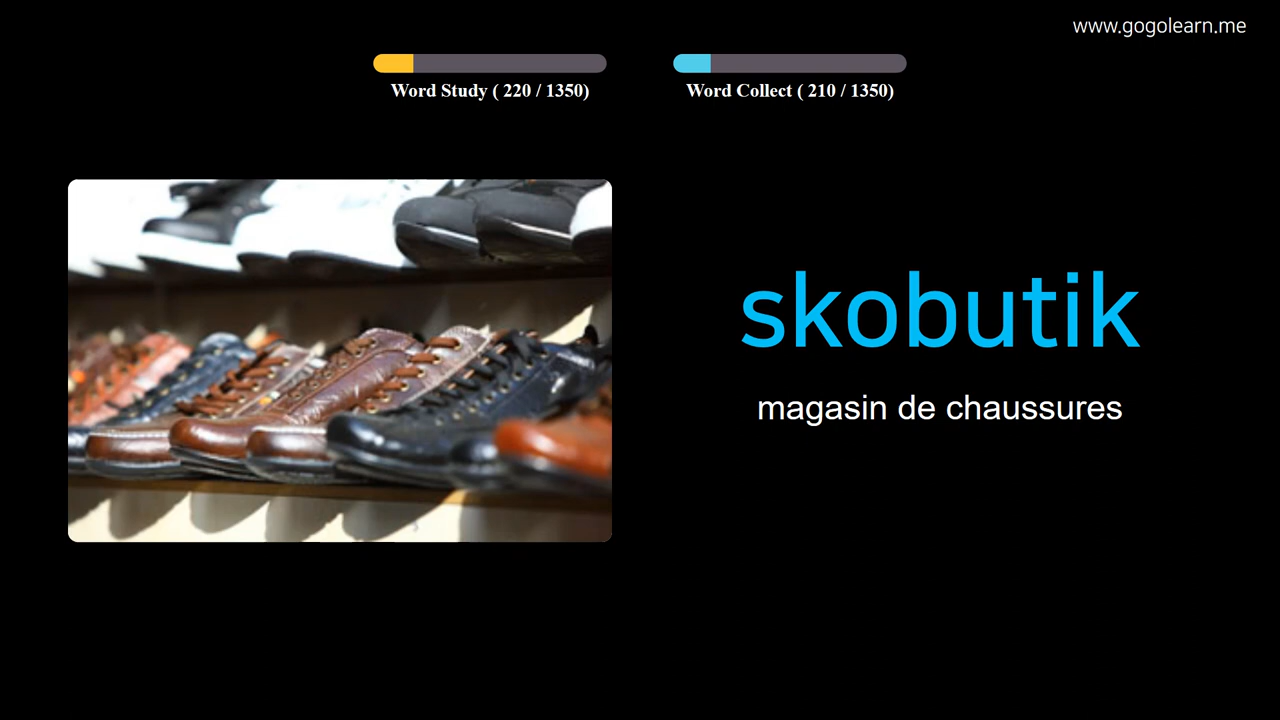 www.gogolearn.me
Word Study ( 220 / 1350)
Word Collect ( 210 / 1350)
skobutik
magasin de chaussures